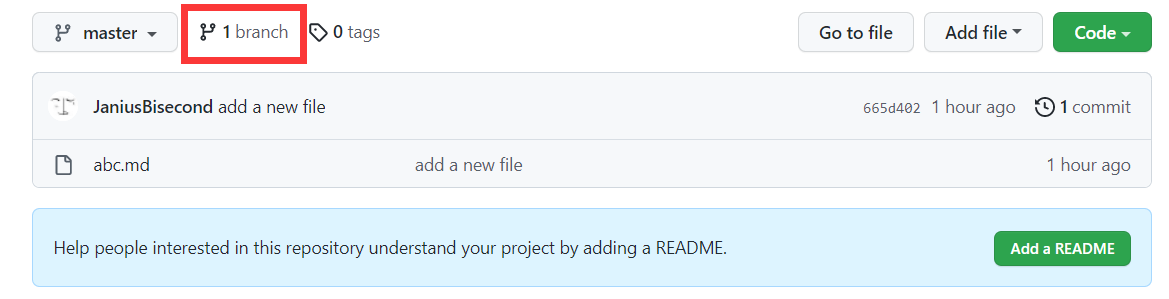 master 1 branch 0 tags Go to file Add file Code
JaniusBisecond add a new file 665d402 1 hour ago 1 commit
abc.md add a new file 1 hour ago
Help people interested in this repository understand your project by adding a README. Add a README